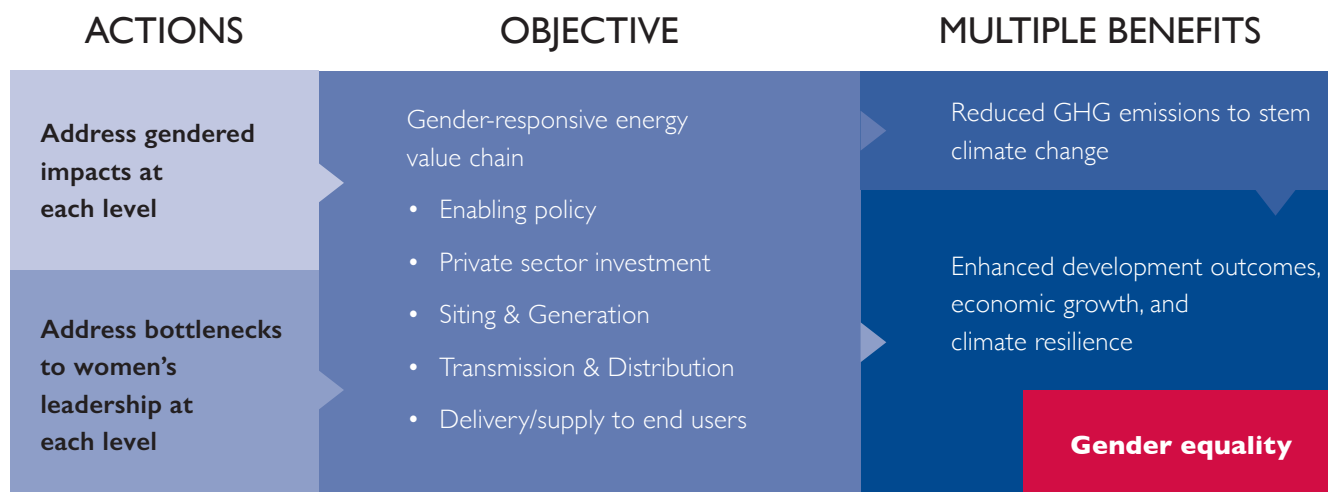 ACTIONS
OBJECTIVE
MULTIPLE BENEFITS
Address gendered
impacts at
each level
Address bottlenecks
to women's
leadership at
each level
Gender-responsive energy
value chain
• Enabling policy
• Private sector investment
• Siting & Generation
• Transmission & Distribution
• Delivery/supply to end users
Reduced GHG emissions to stem
climate change
Enhanced development outcomes,
economic growth, and
climate resilience
Gender equality